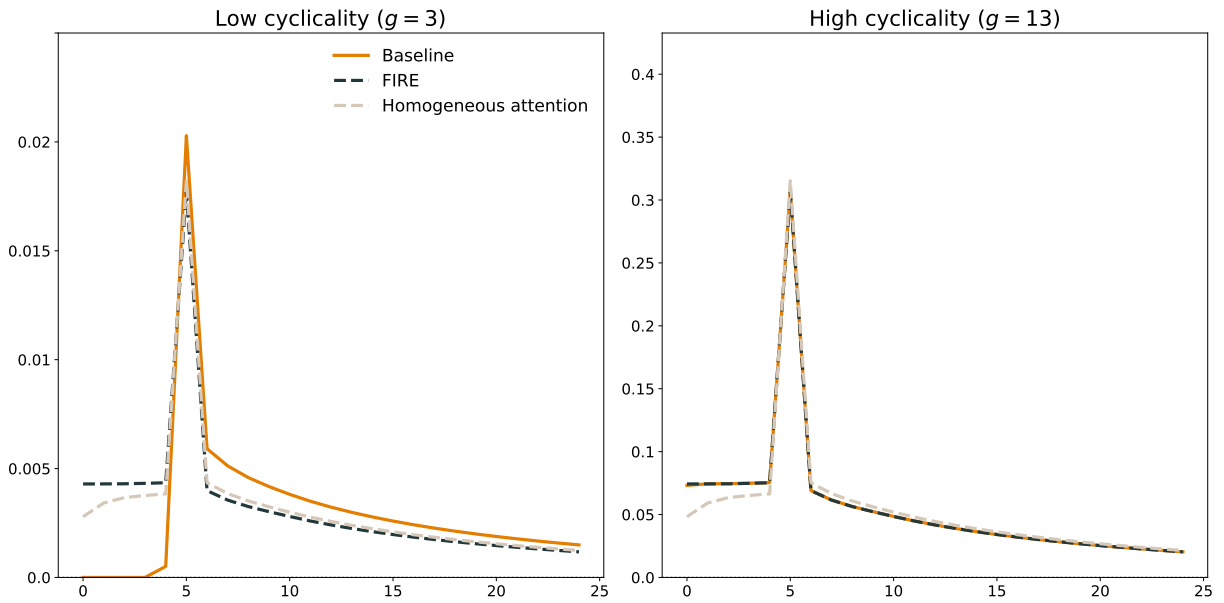 Low cyclicality (g = 3)
Baseline
FIRE
Homogeneous attention
0.02
0.015
0.01
0.005
0.0
0 5 10 15 20 25
High cyclicality (g = 13)
0.4
0.35
0.3
0.25
0.2
0.15
0.1
0.05
0.0
0 5 10 15 20 25